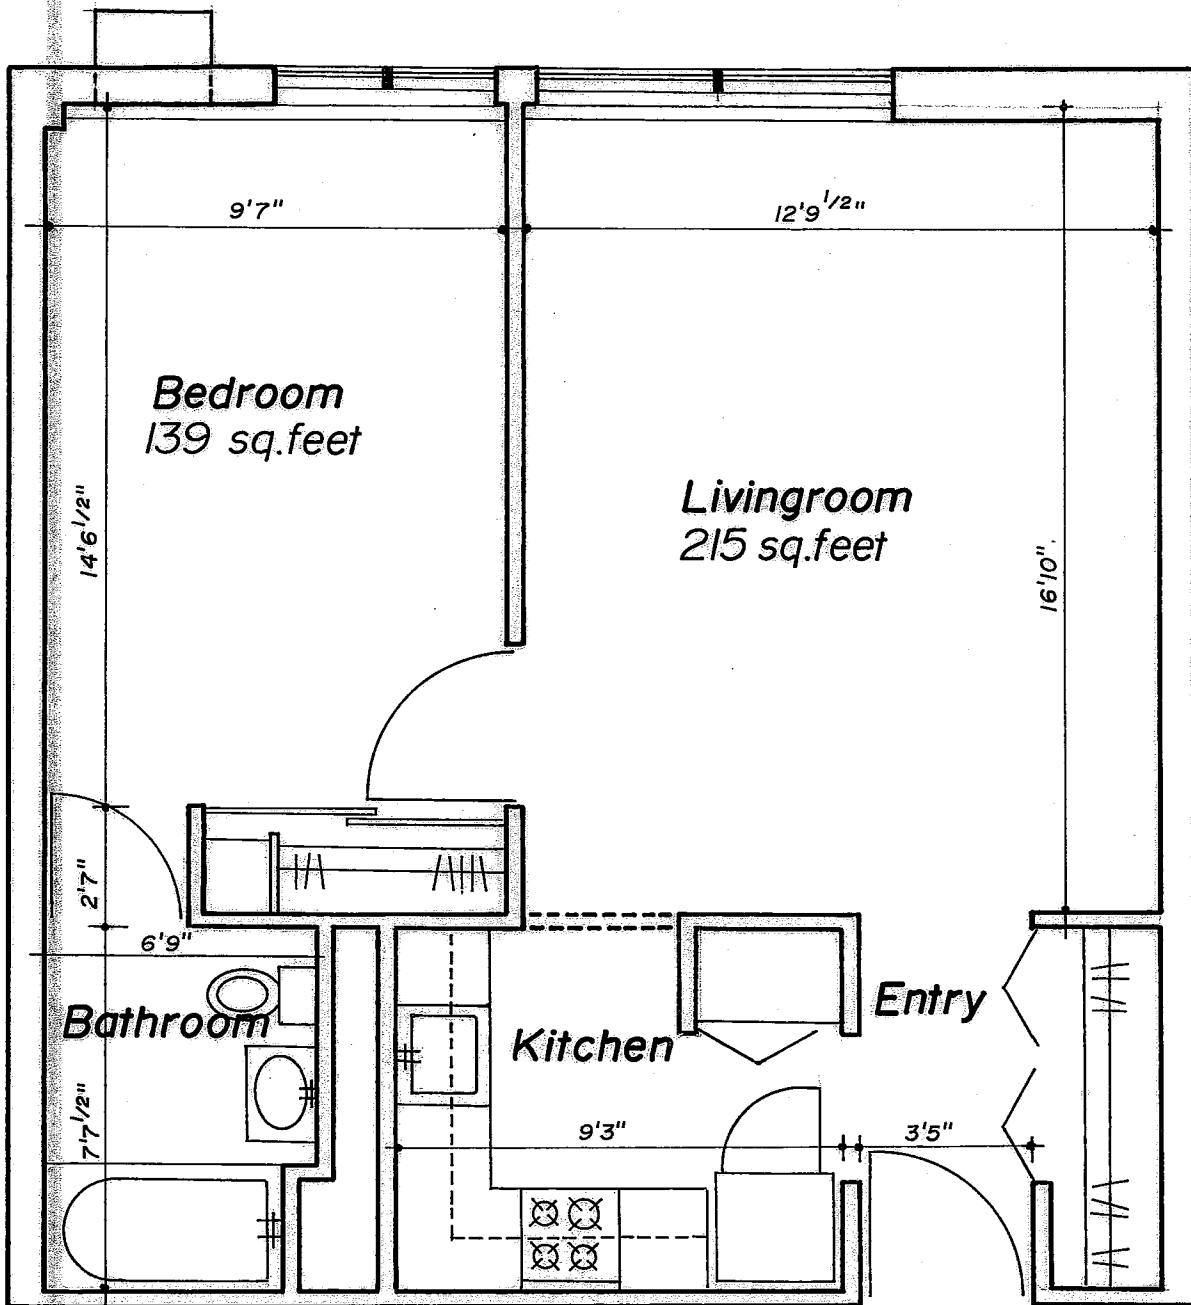 9'7"
12'9 1/2"
Bedroom
139 sq.feet
Livingroom
215 sq.feet
14'6 1/2"
16'10"
2'7"
6'9"
Bathroom
Entry
Kitchen
7'7 1/2"
9'3"
3'5"